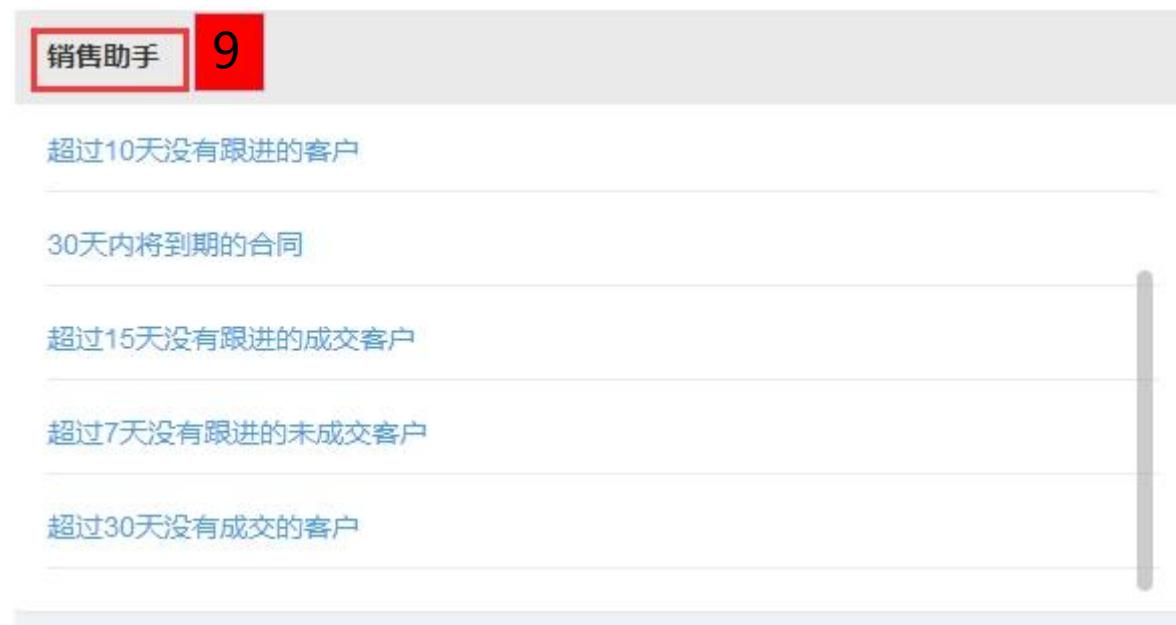 销售助手 9
超过10天没有跟进的客户
30天内将到期的合同
超过15天没有跟进的成交客户
超过7天没有跟进的未成交客户
超过30天没有成交的客户